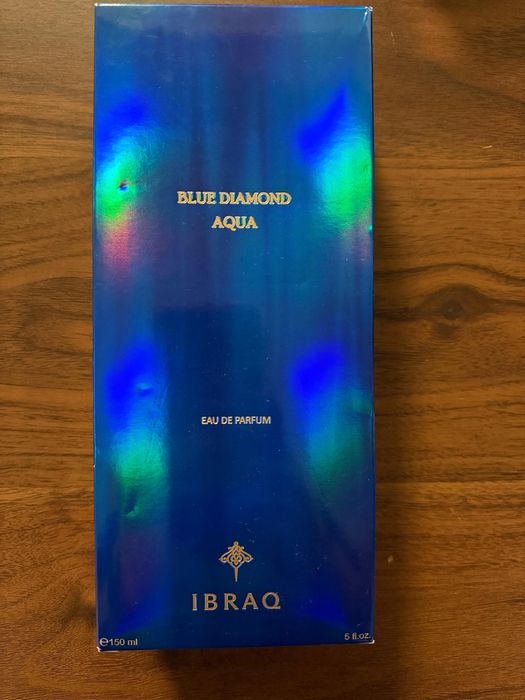 BLUE DIAMOND
AQUA
EAU DE PARFUM
IBRAQ
℮150 ml
5 fl.oz.